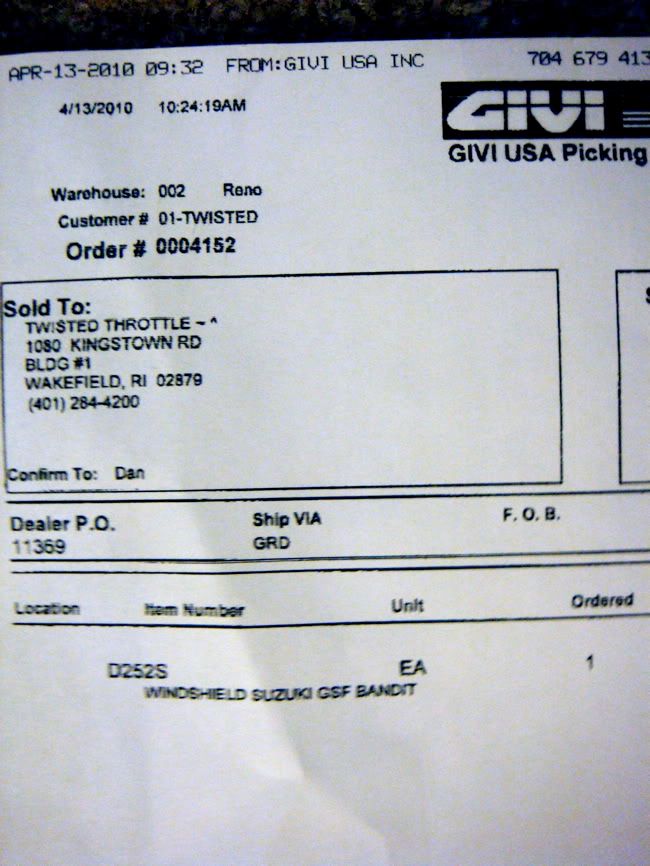 APR-13-2010 09:32 FROM:GIVI USA INC 704 679 413
4/13/2010 10:24:19AM
GIVI
GIVI USA Picking
Warehouse: 002 Reno
Customer # 01-TWISTED
Order # 0004152
Sold To:
TWISTED THROTTLE ~ ^
1080 KINGSTOWN RD
BLDG #1
WAKEFIELD, RI 02879
(401) 284-4200
Confirm To: Dan
Dealer P.O. Ship VIA F. O. B.
11369 GRD
Location Item Number Unit Ordered
D252S EA 1
WINDSHIELD SUZUKI GSF BANDIT